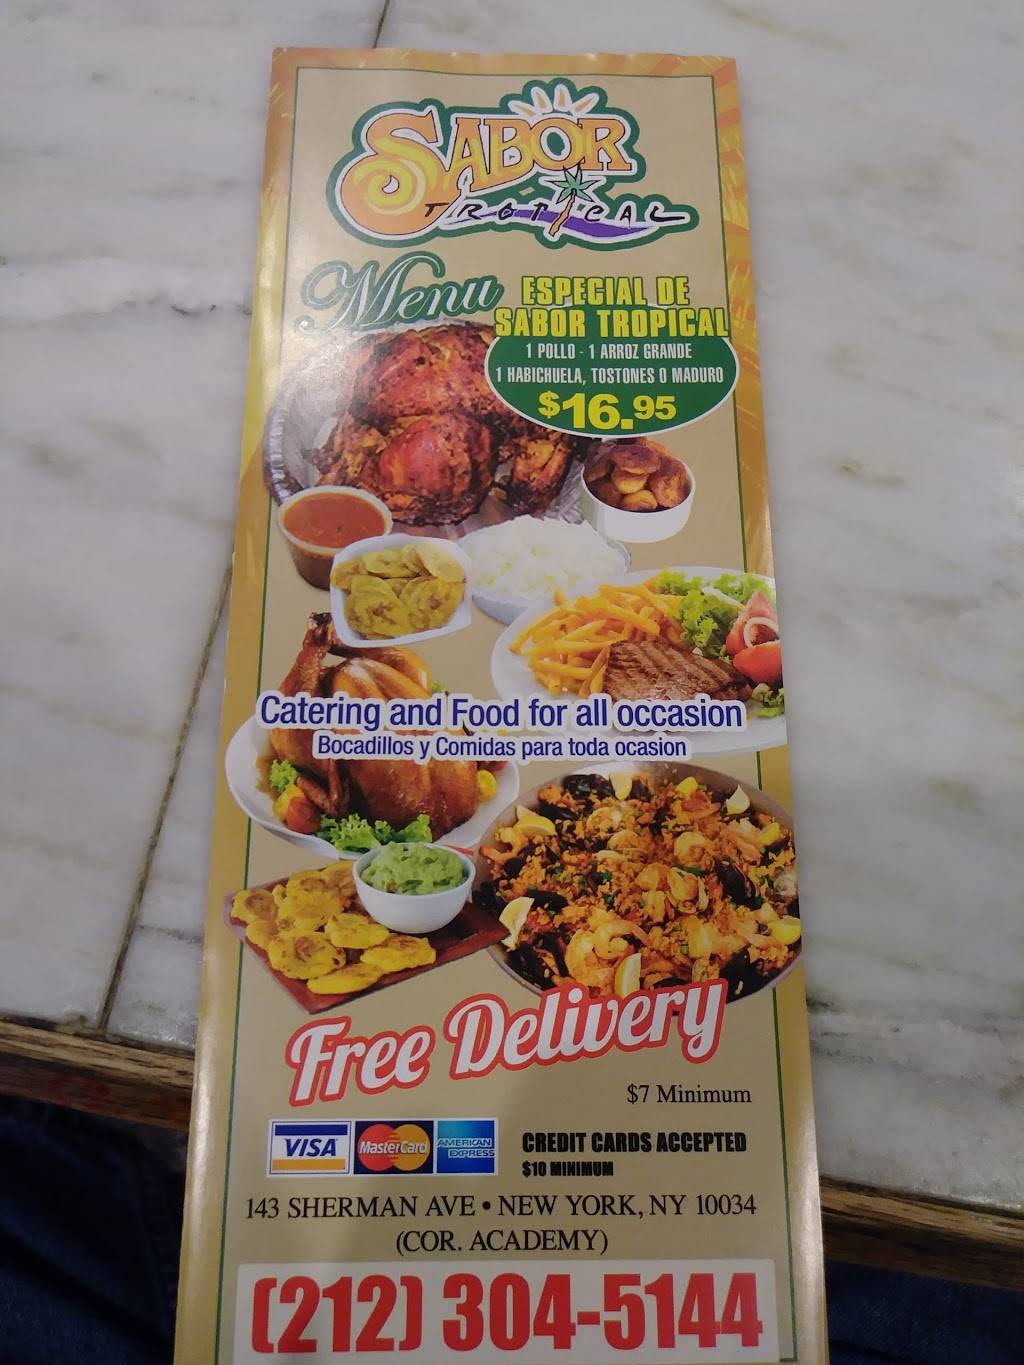 SABOR
TROPICAL
Menu
ESPECIAL DE
SABOR TROPICAL
1 POLLO - 1 ARROZ GRANDE
1 HABICHUELA, TOSTONES O MADURO
$16.95
Catering and Food for all occasion
Bocadillos y Comidas para toda ocasion
Free Delivery
$7 Minimum
VISA
MasterCard
AMERICAN
EXPRESS
CREDIT CARDS ACCEPTED
$10 MINIMUM
143 SHERMAN AVE • NEW YORK, NY 10034
(COR. ACADEMY)
(212) 304-5144